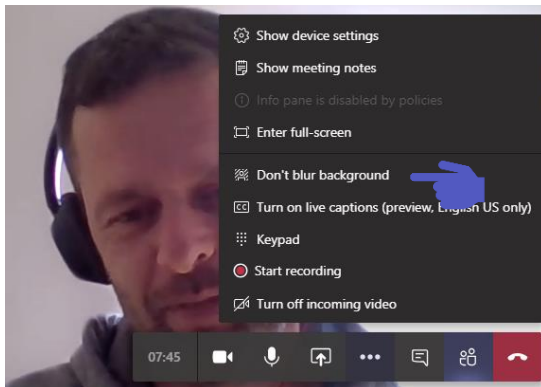 Show device settings
Show meeting notes
Info pane is disabled by policies
Enter full-screen
Don't blur background
CC Turn on live captions (preview, English US only)
Keypad
Start recording
Turn off incoming video
07:45